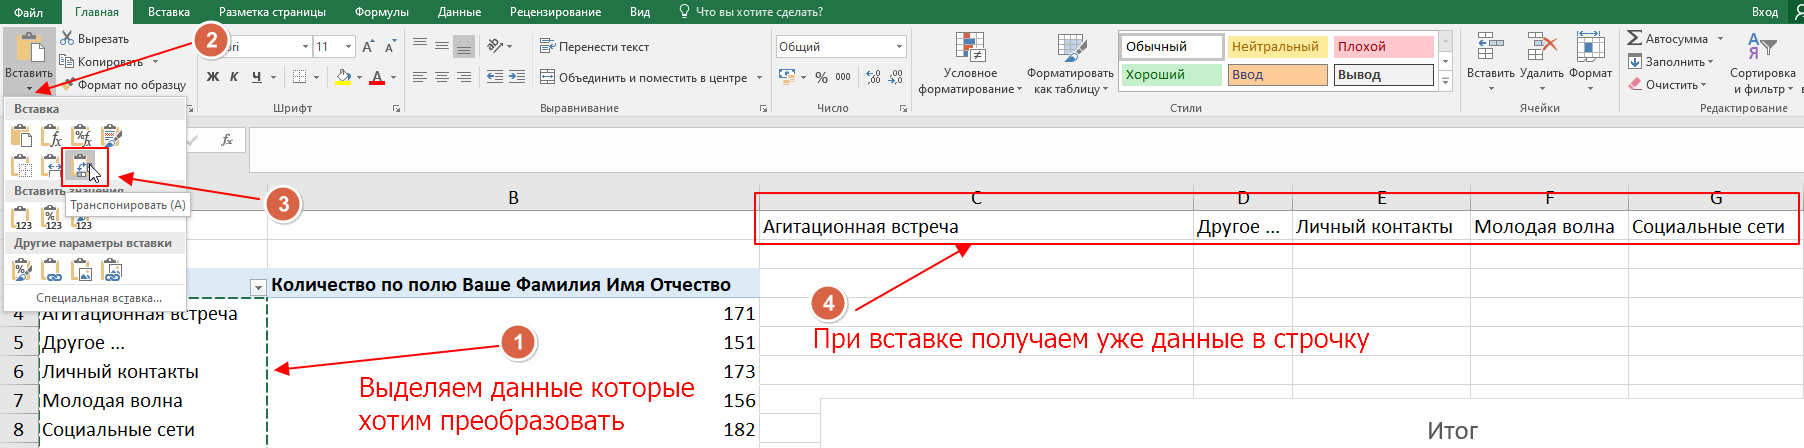 Файл Главная Вставка Разметка страницы Формулы Данные Рецензирование Вид Что вы хотите сделать? Вход
Вырезать
Копировать
Формат по образцу
Вставить
2
11
Ж К Ч
А
Шрифт
Перенести текст
Объединить и поместить в центре
Выравнивание
Общий
% 000
Число
Условное форматирование
Форматировать как таблицу
Обычный Нейтральный Плохой
Хороший Ввод Вывод
Стили
Вставить Удалить Формат
Ячейки
Автосумма
Заполнить
Очистить
Сортировка и фильтр
Редактирование
Вставка
fx
Транспонировать (А)
3
123 123 123
Другие параметры вставки
Специальная вставка...
B C D E F G
Агитационная встреча Другое ... Личный контакты Молодая волна Социальные сети
Количество по полю Ваше Фамилия Имя Отчество
4 Агитационная встреча 171
5 Другое ... 151
6 Личный контакты 173
7 Молодая волна 156
8 Социальные сети 182
1
Выделяем данные которые
хотим преобразовать
4
При вставке получаем уже данные в строчку
Итог